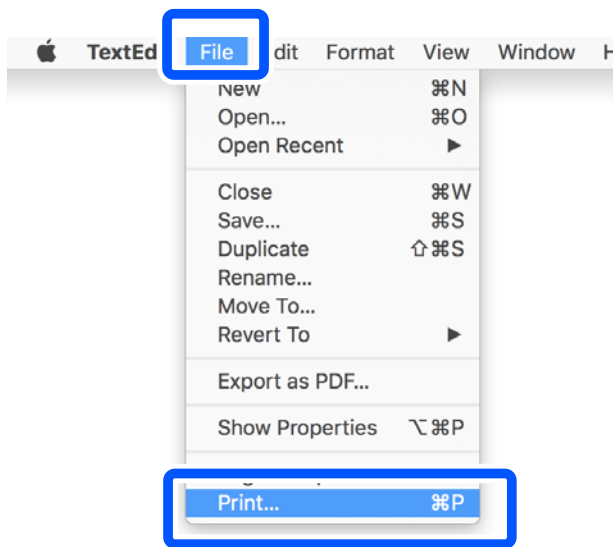 TextEd File dit Format View Window H
New ⌘N
Open... ⌘O
Open Recent ▶
Close ⌘W
Save... ⌘S
Duplicate ⇧⌘S
Rename...
Move To...
Revert To ▶
Export as PDF...
Show Properties ⌥⌘P
Print... ⌘P